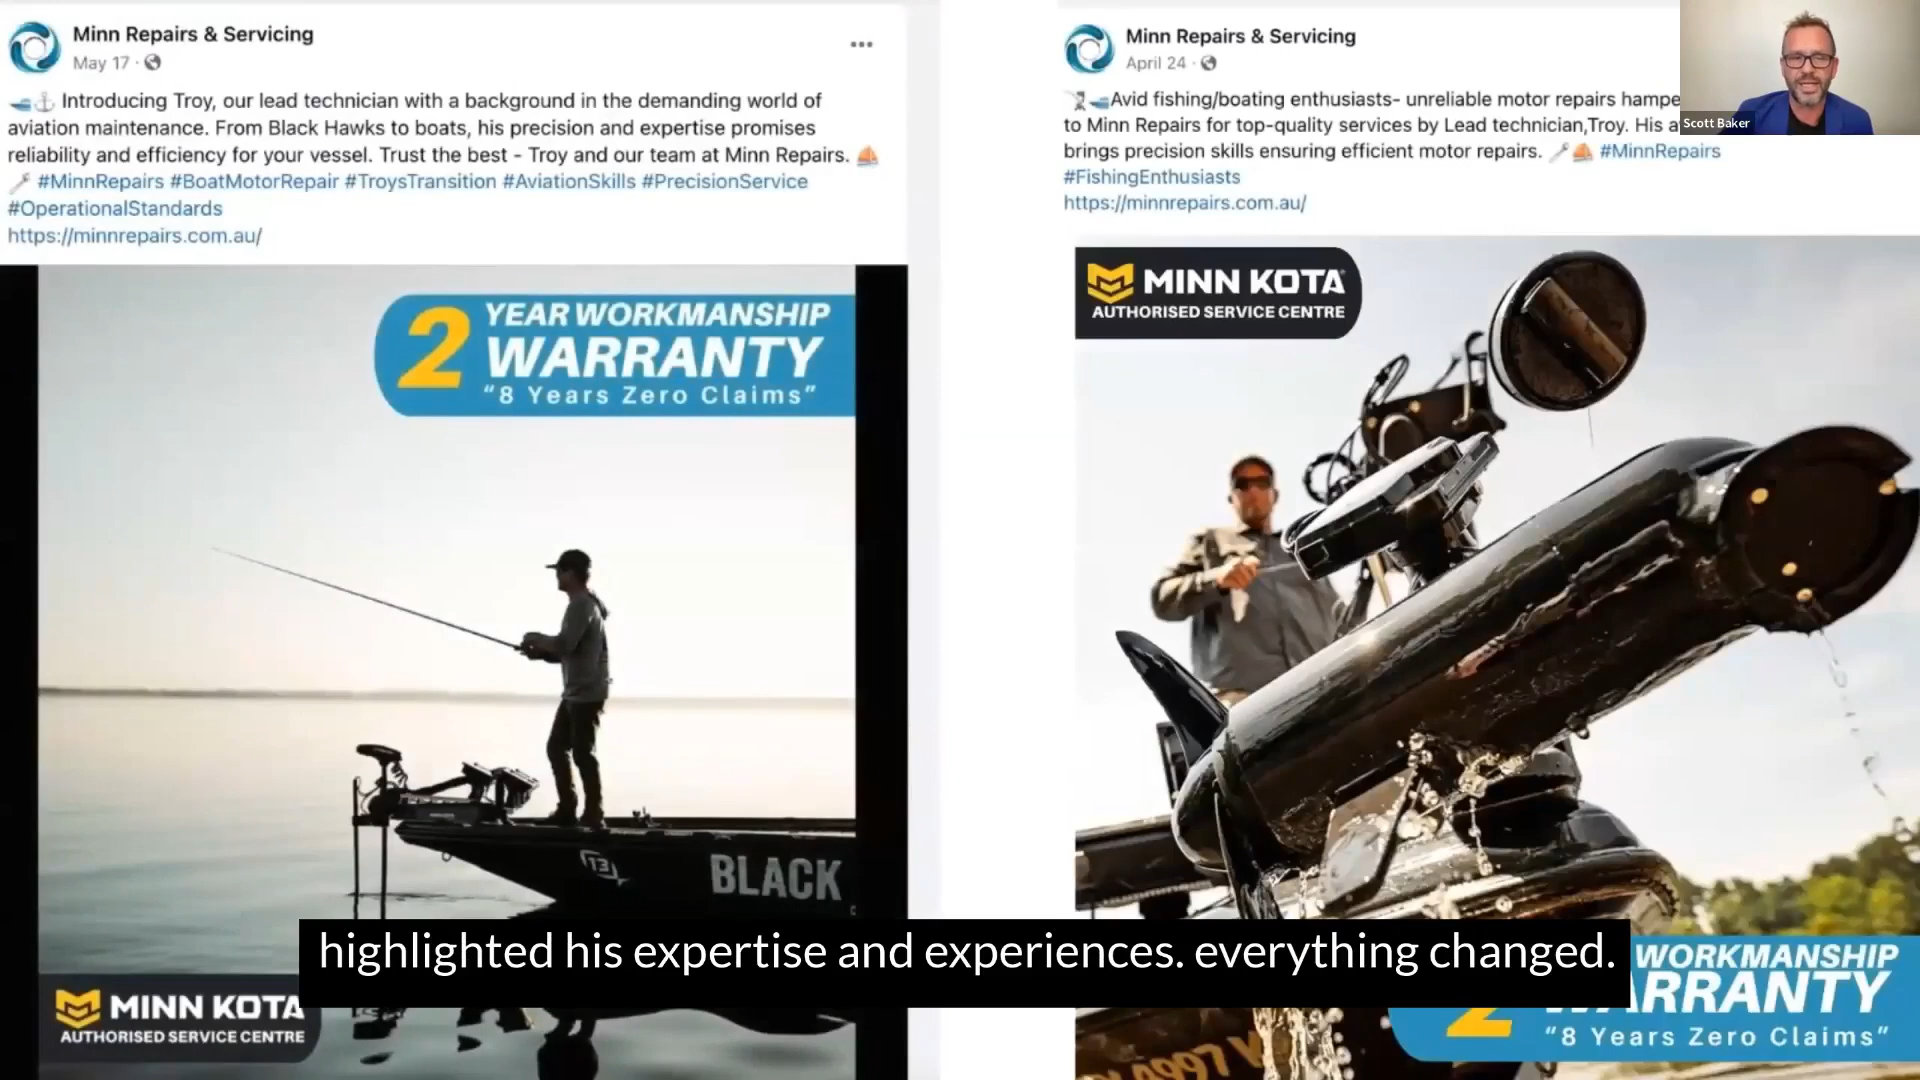 Minn Repairs & Servicing
May 17 ·
Introducing Troy, our lead technician with a background in the demanding world of
aviation maintenance. From Black Hawks to boats, his precision and expertise promises
reliability and efficiency for your vessel. Trust the best - Troy and our team at Minn Repairs.
#MinnRepairs #BoatMotorRepair #TroysTransition #AviationSkills #PrecisionService
#OperationalStandards
https://minnrepairs.com.au/
2 YEAR WORKMANSHIP
WARRANTY
"8 Years Zero Claims"
13
BLACK
MINN KOTA
AUTHORISED SERVICE CENTRE
Minn Repairs & Servicing
April 24 ·
Avid fishing/boating enthusiasts- unreliable motor repairs hampe
to Minn Repairs for top-quality services by Lead technician,Troy. His a
brings precision skills ensuring efficient motor repairs. #MinnRepairs
#FishingEnthusiasts
https://minnrepairs.com.au/
MINN KOTA
AUTHORISED SERVICE CENTRE
WORKMANSHIP
2 WARRANTY
"8 Years Zero Claims"
Scott Baker
highlighted his expertise and experiences. everything changed.